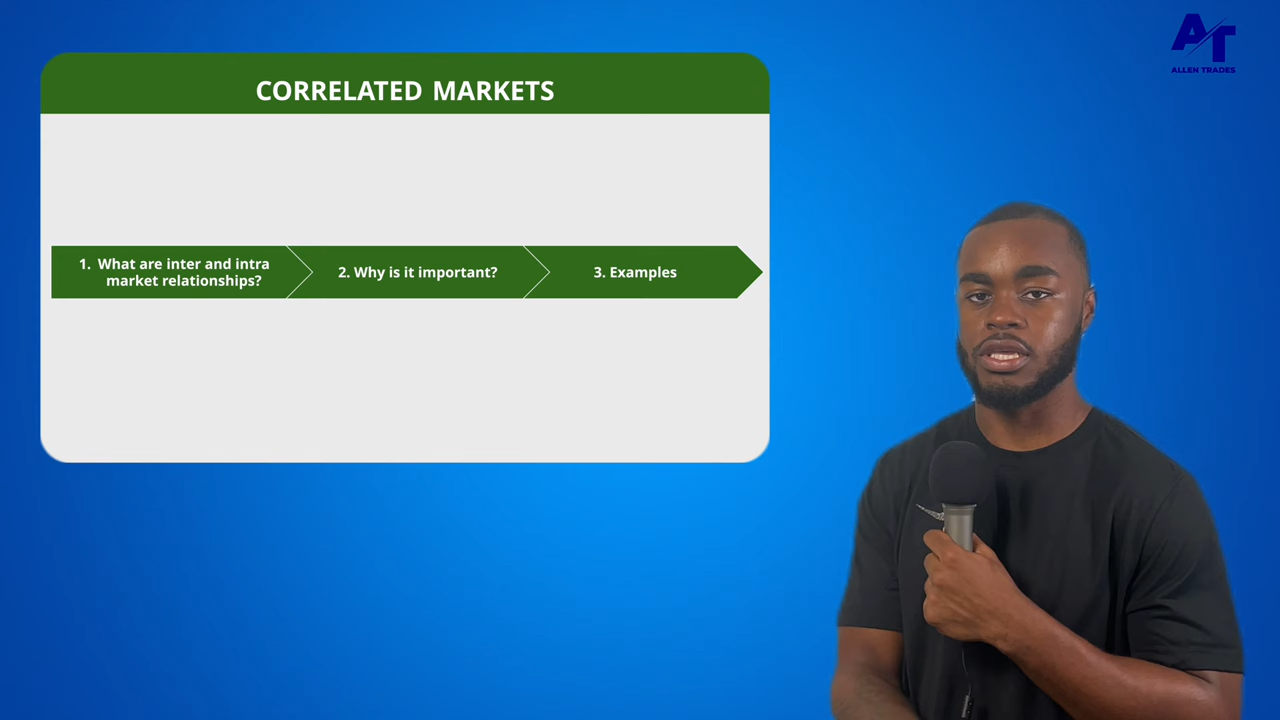 AT
ALLEN TRADES
CORRELATED MARKETS
1. What are inter and intra
market relationships?
2. Why is it important?
3. Examples